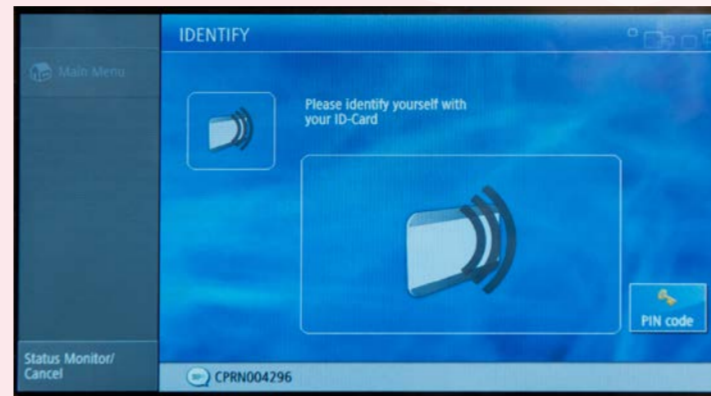 IDENTIFY
Main Menu
Please identify yourself with
your ID-Card
PIN code
Status Monitor/
Cancel
CPRN004296